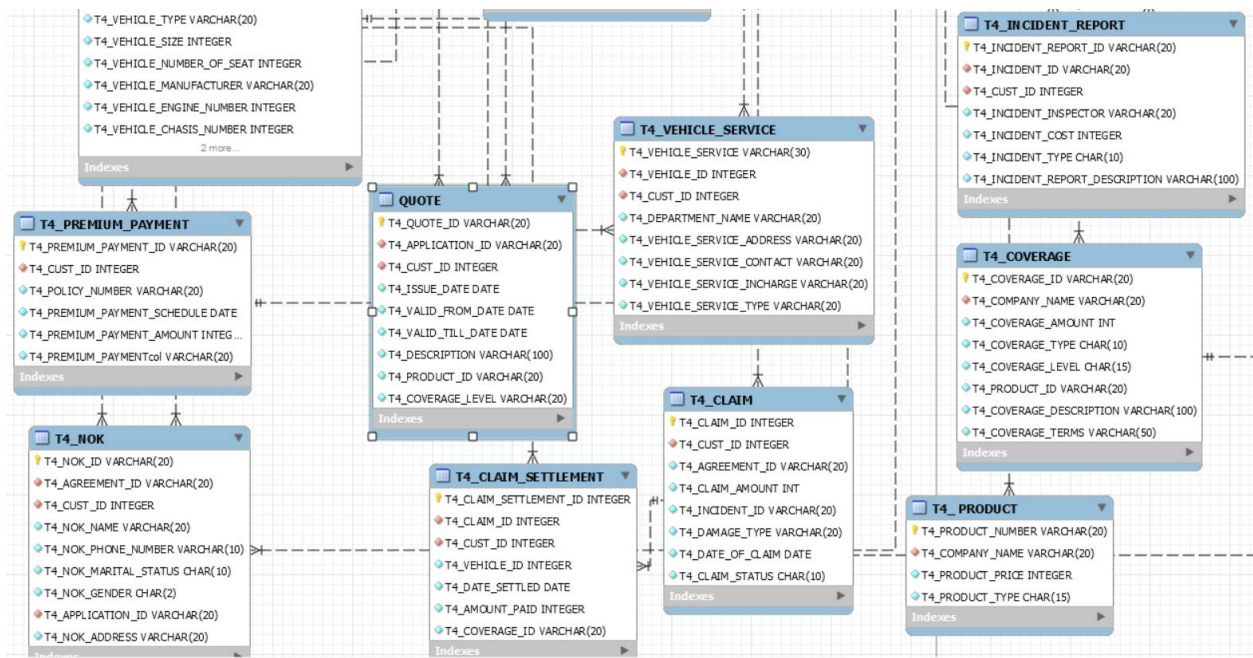 T4_VEHICLE_TYPE VARCHAR(20)
T4_VEHICLE_SIZE INTEGER
T4_VEHICLE_NUMBER_OF_SEAT INTEGER
T4_VEHICLE_MANUFACTURER VARCHAR(20)
T4_VEHICLE_ENGINE_NUMBER INTEGER
T4_VEHICLE_CHASIS_NUMBER INTEGER
2 more...
Indexes
T4_PREMIUM_PAYMENT
T4_PREMIUM_PAYMENT_ID VARCHAR(20)
T4_CUST_ID INTEGER
T4_POLICY_NUMBER VARCHAR(20)
T4_PREMIUM_PAYMENT_SCHEDULE DATE
T4_PREMIUM_PAYMENT_AMOUNT INTEG...
T4_PREMIUM_PAYMENTcol VARCHAR(20)
Indexes
T4_NOK
T4_NOK_ID VARCHAR(20)
T4_AGREEMENT_ID VARCHAR(20)
T4_CUST_ID INTEGER
T4_NOK_NAME VARCHAR(20)
T4_NOK_PHONE_NUMBER VARCHAR(10)
T4_NOK_MARITAL_STATUS CHAR(10)
T4_NOK_GENDER CHAR(2)
T4_APPLICATION_ID VARCHAR(20)
T4_NOK_ADDRESS VARCHAR(20)
Indexes
QUOTE
T4_QUOTE_ID VARCHAR(20)
T4_APPLICATION_ID VARCHAR(20)
T4_CUST_ID INTEGER
T4_ISSUE_DATE DATE
T4_VALID_FROM_DATE DATE
T4_VALID_TILL_DATE DATE
T4_DESCRIPTION VARCHAR(100)
T4_PRODUCT_ID VARCHAR(20)
T4_COVERAGE_LEVEL VARCHAR(20)
Indexes
T4_CLAIM_SETTLEMENT
T4_CLAIM_SETTLEMENT_ID INTEGER
T4_CLAIM_ID INTEGER
T4_CUST_ID INTEGER
T4_VEHICLE_ID INTEGER
T4_DATE_SETTLED DATE
T4_AMOUNT_PAID INTEGER
T4_COVERAGE_ID VARCHAR(20)
Indexes
T4_VEHICLE_SERVICE
T4_VEHICLE_SERVICE VARCHAR(30)
T4_VEHICLE_ID INTEGER
T4_CUST_ID INTEGER
T4_DEPARTMENT_NAME VARCHAR(20)
T4_VEHICLE_SERVICE_ADDRESS VARCHAR(20)
T4_VEHICLE_SERVICE_CONTACT VARCHAR(20)
T4_VEHICLE_SERVICE_INCHARGE VARCHAR(20)
T4_VEHICLE_SERVICE_TYPE VARCHAR(20)
Indexes
T4_CLAIM
T4_CLAIM_ID INTEGER
T4_CUST_ID INTEGER
T4_AGREEMENT_ID VARCHAR(20)
T4_CLAIM_AMOUNT INT
T4_INCIDENT_ID VARCHAR(20)
T4_DAMAGE_TYPE VARCHAR(20)
T4_DATE_OF_CLAIM DATE
T4_CLAIM_STATUS CHAR(10)
Indexes
T4_INCIDENT_REPORT
T4_INCIDENT_REPORT_ID VARCHAR(20)
T4_INCIDENT_ID VARCHAR(20)
T4_CUST_ID INTEGER
T4_INCIDENT_INSPECTOR VARCHAR(20)
T4_INCIDENT_COST INTEGER
T4_INCIDENT_TYPE CHAR(10)
T4_INCIDENT_REPORT_DESCRIPTION VARCHAR(100)
Indexes
T4_COVERAGE
T4_COVERAGE_ID VARCHAR(20)
T4_COMPANY_NAME VARCHAR(20)
T4_COVERAGE_AMOUNT INT
T4_COVERAGE_TYPE CHAR(10)
T4_COVERAGE_LEVEL CHAR(15)
T4_PRODUCT_ID VARCHAR(20)
T4_COVERAGE_DESCRIPTION VARCHAR(100)
T4_COVERAGE_TERMS VARCHAR(50)
Indexes
T4_ PRODUCT
T4_PRODUCT_NUMBER VARCHAR(20)
T4_COMPANY_NAME VARCHAR(20)
T4_PRODUCT_PRICE INTEGER
T4_PRODUCT_TYPE CHAR(15)
Indexes